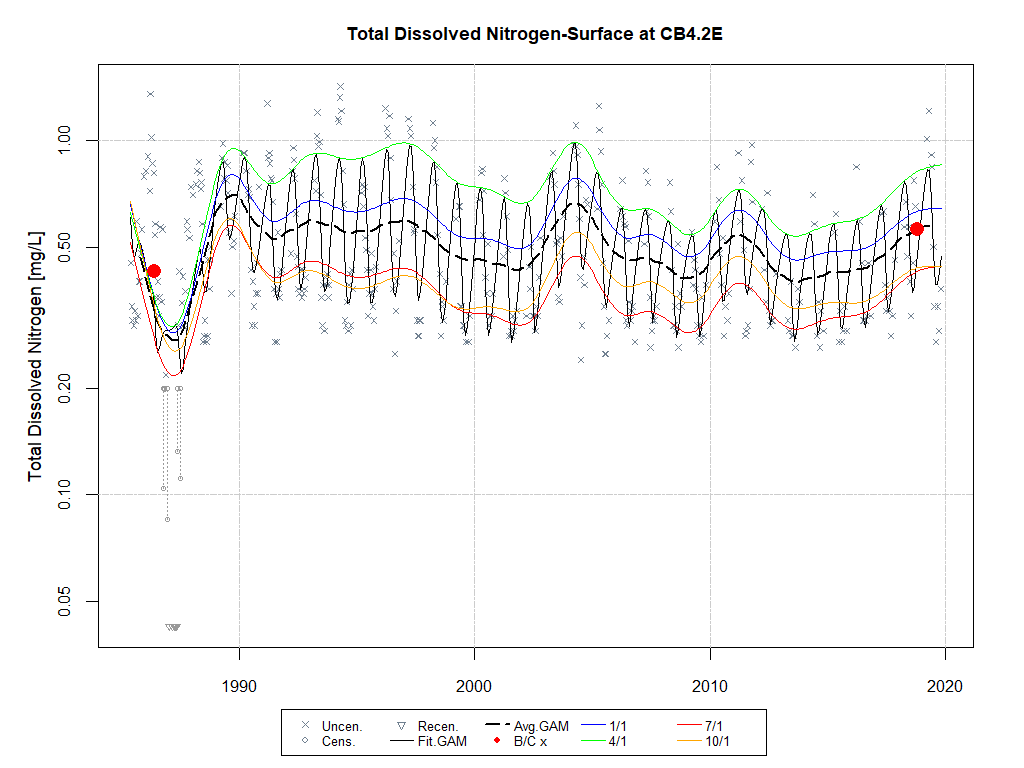 Total Dissolved Nitrogen-Surface at CB4.2E
Total Dissolved Nitrogen [mg/L]
1.00
0.50
0.20
0.10
0.05
1990 2000 2010 2020
Uncen. Recen. Avg.GAM 1/1 7/1
Cens. Fit.GAM B/C x 4/1 10/1